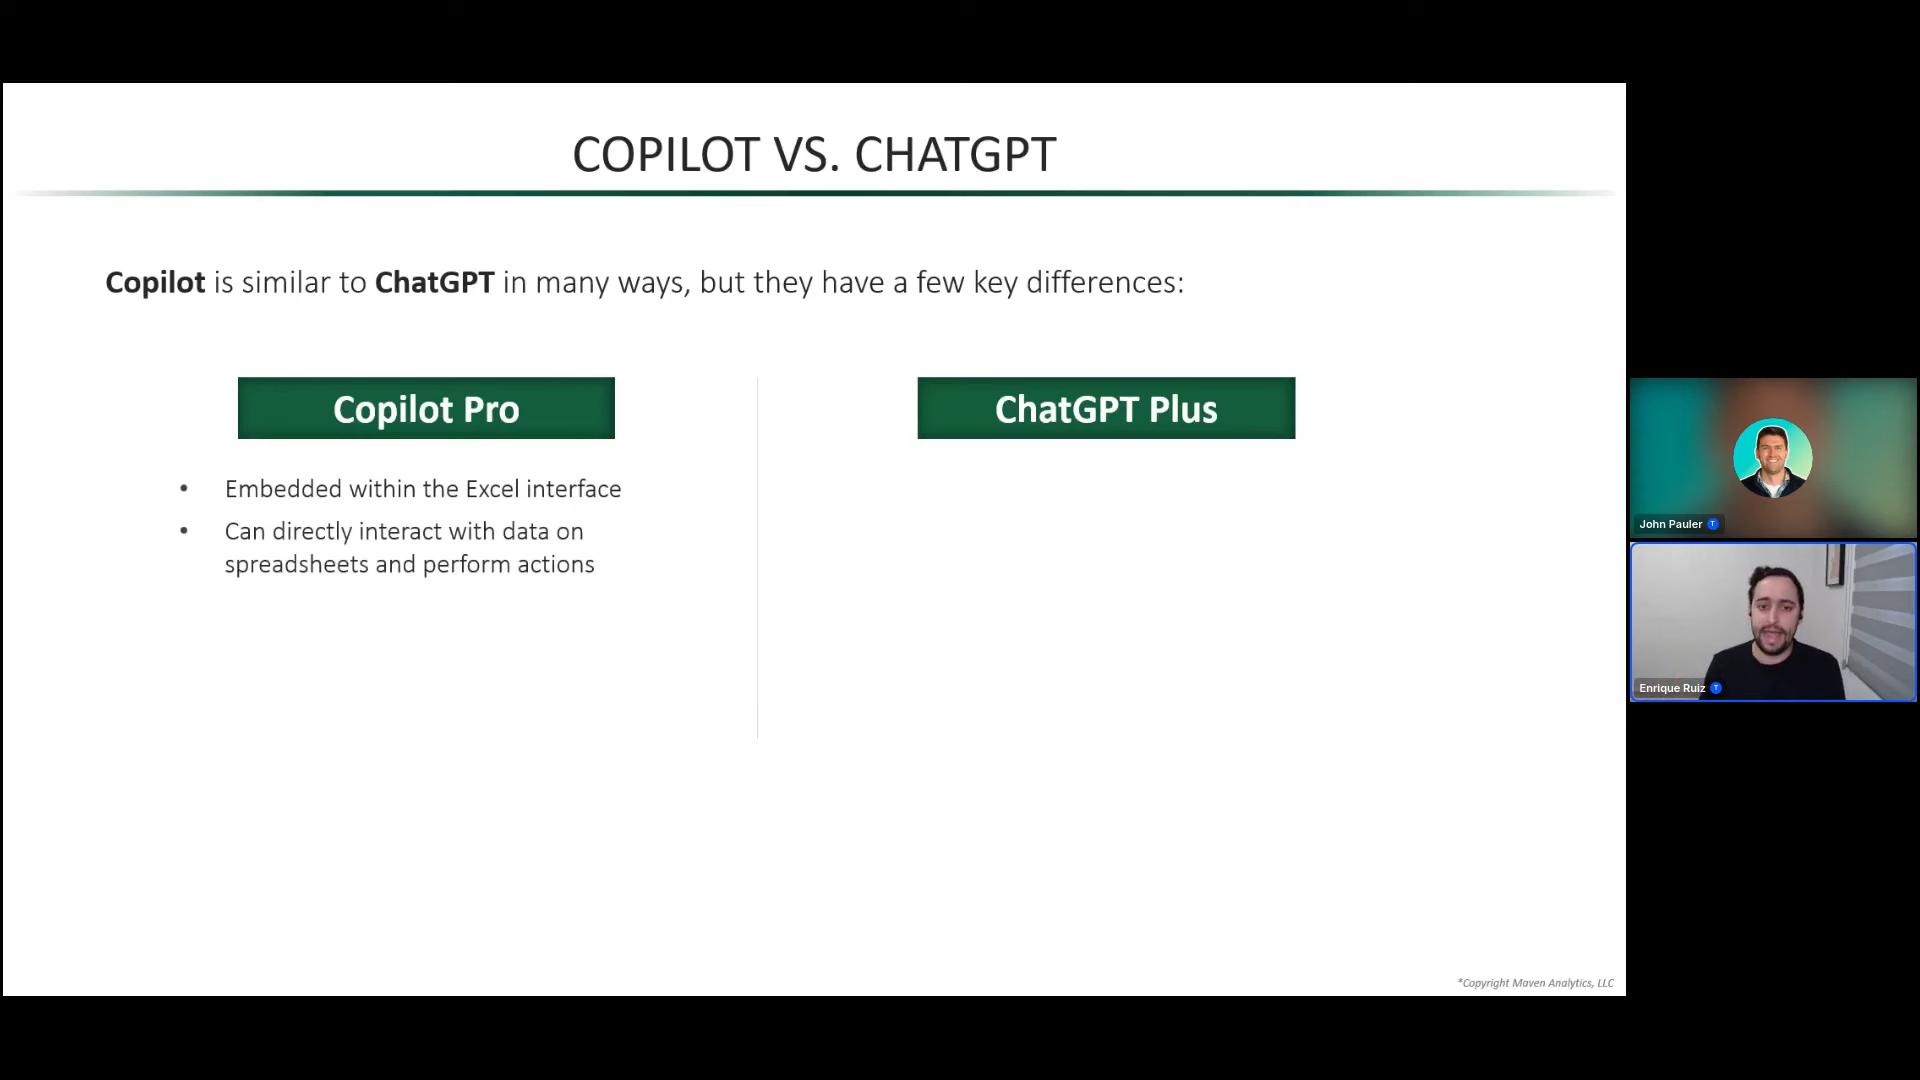 COPILOT VS. CHATGPT
Copilot is similar to ChatGPT in many ways, but they have a few key differences:
Copilot Pro
• Embedded within the Excel interface
• Can directly interact with data on
spreadsheets and perform actions
ChatGPT Plus
John Pauler T
Enrique Ruiz T
*Copyright Maven Analytics, LLC